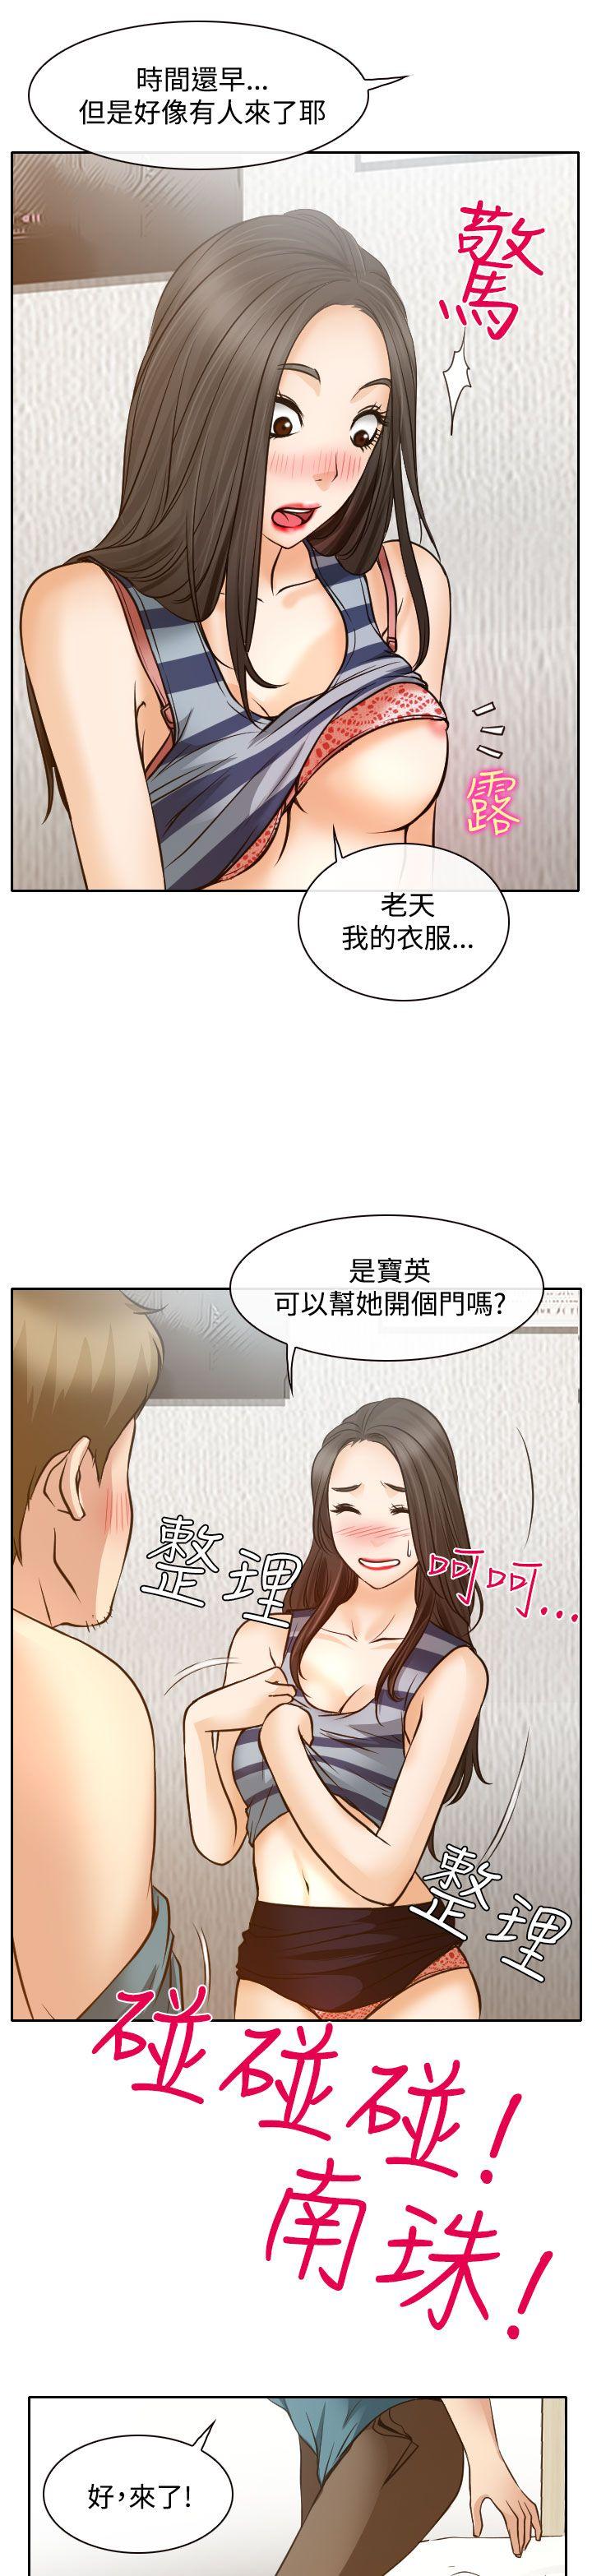 時間還早...
但是好像有人來了耶
驚
露
老天
我的衣服...
是寶英
可以幫她開個門嗎?
整理
呵呵...
整理
碰碰碰!
南珠!
好,來了!